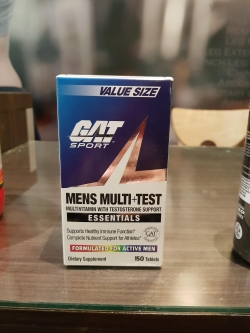 VALUE SIZE
GAT
SPORT
MENS MULTI+TEST
MULTIVITAMIN WITH TESTOSTERONE SUPPORT
ESSENTIALS
Supports Healthy Immune Function*
Complete Nutrient Support for Athletes*
GAT
FORMULATED FOR ACTIVE MEN
Dietary Supplement 150 Tablets